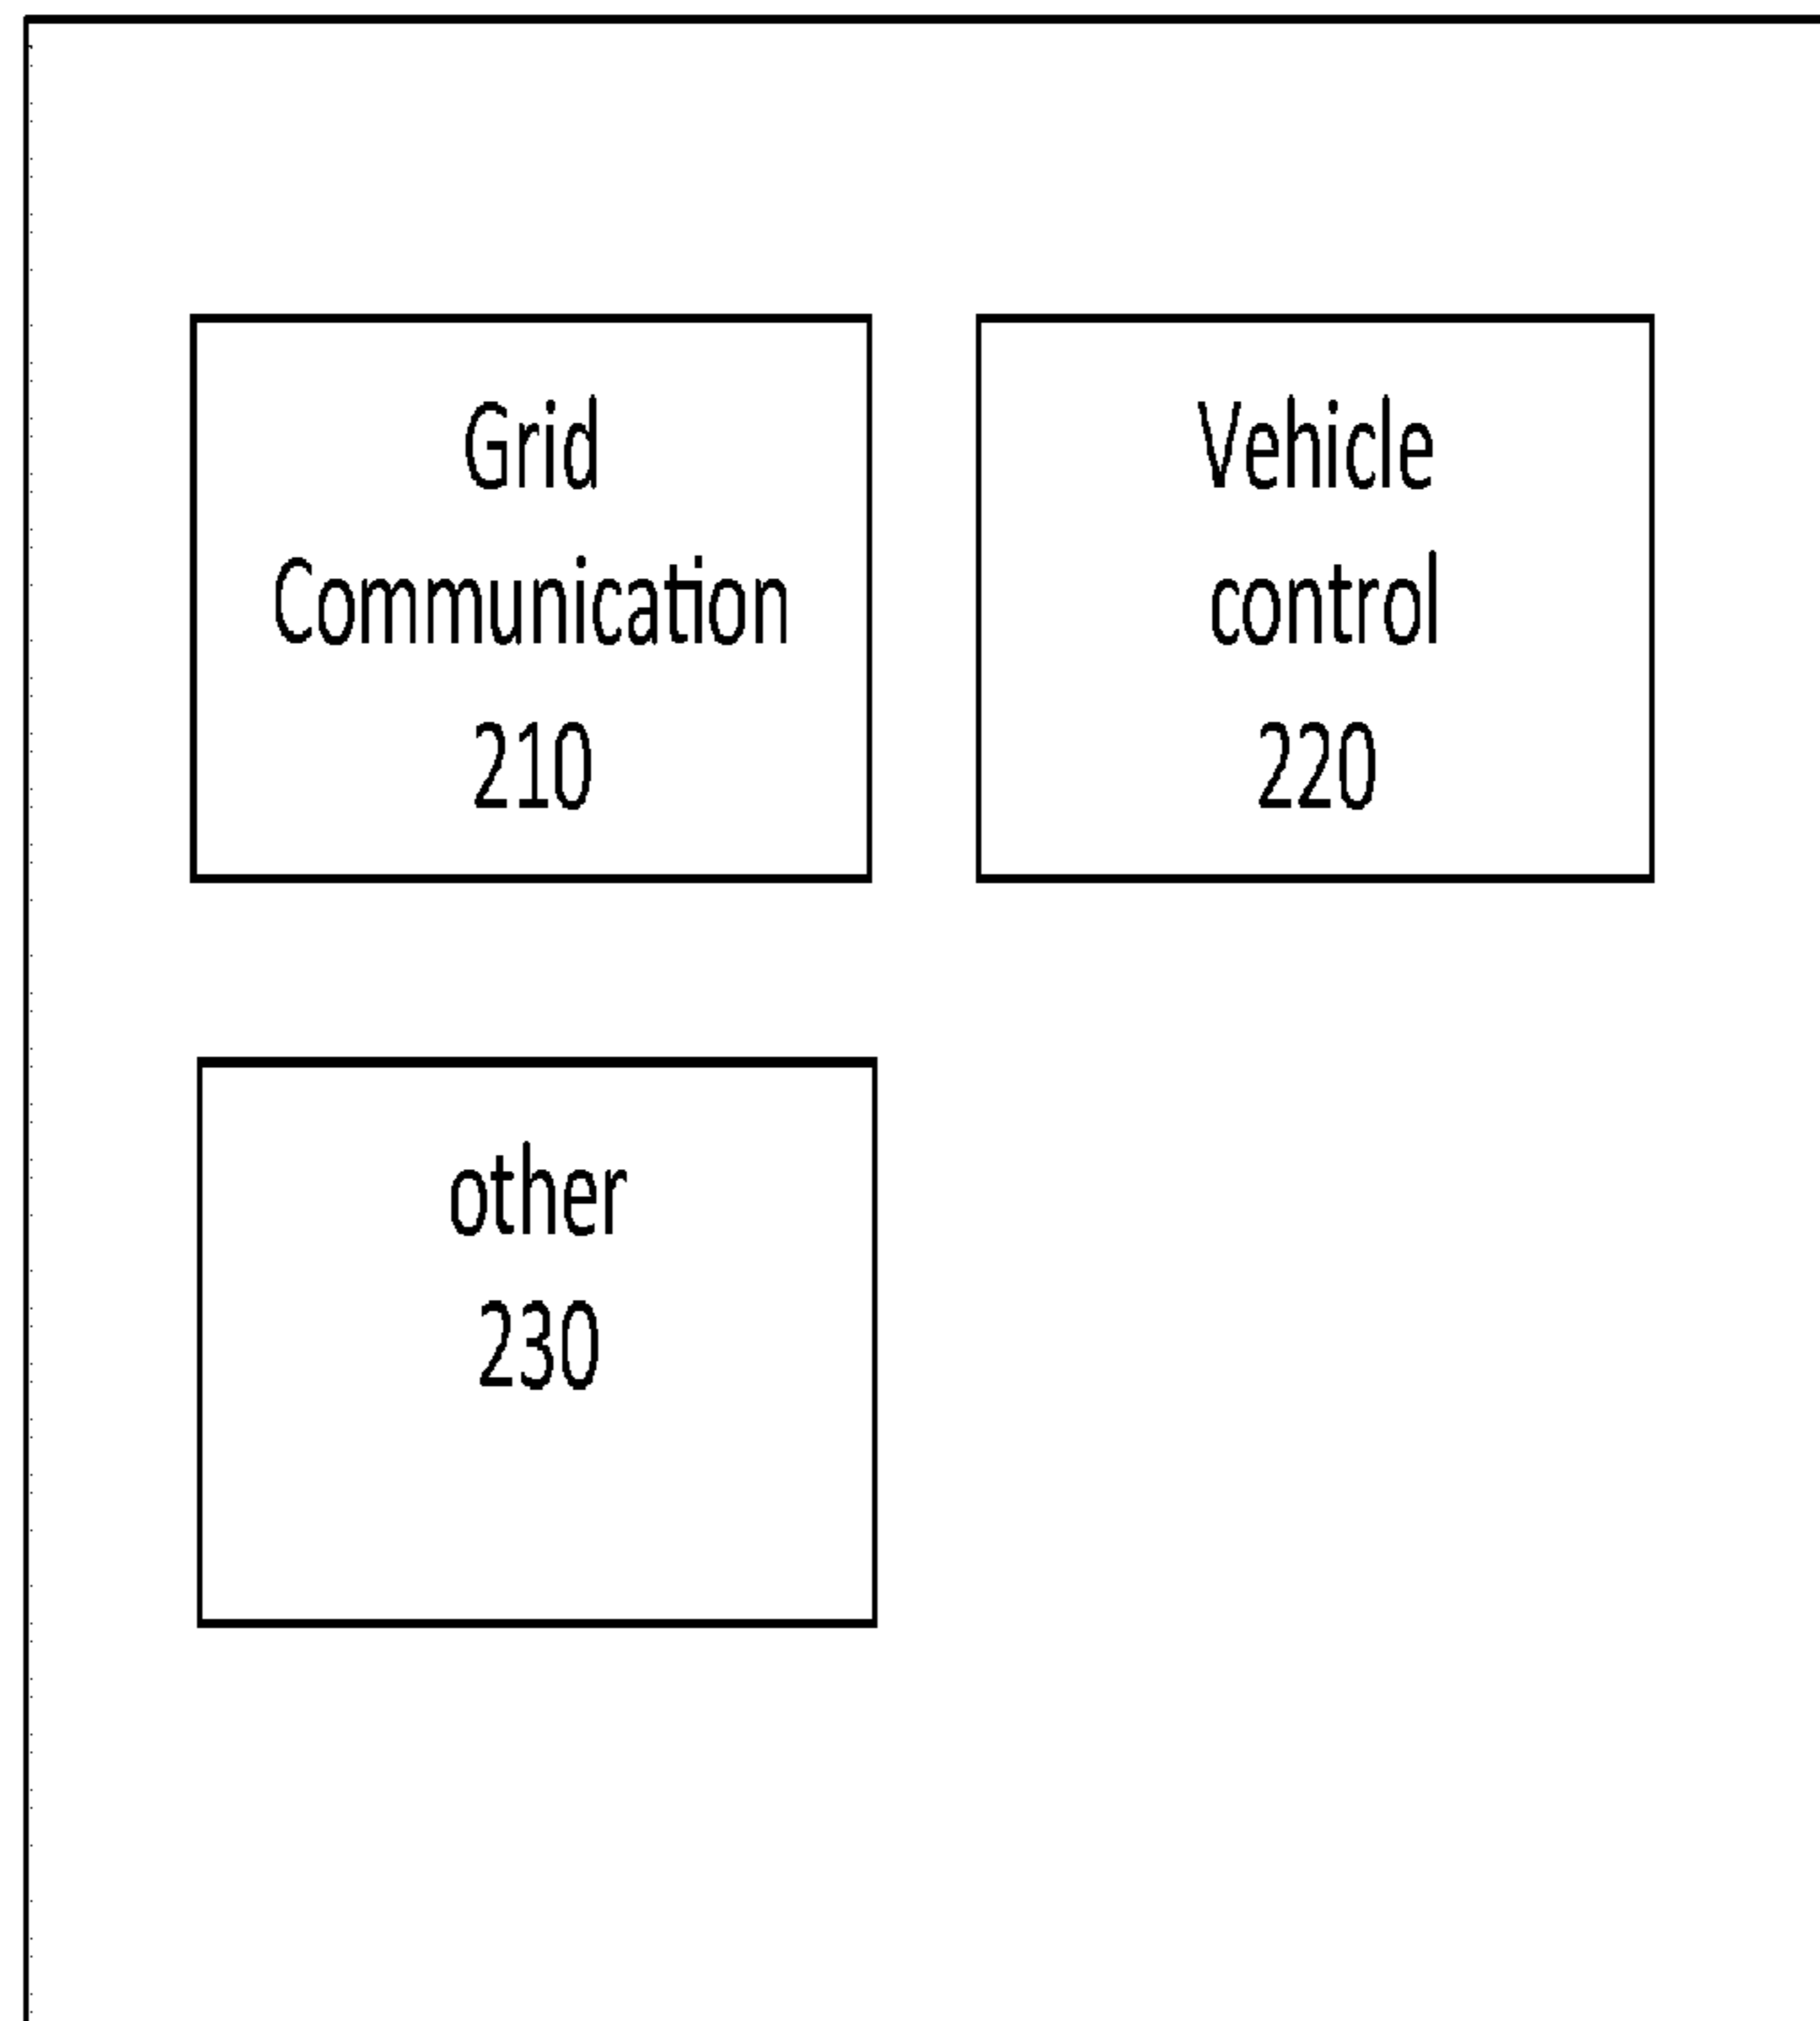 Grid
Communication
210
Vehicle
control
220
other
230